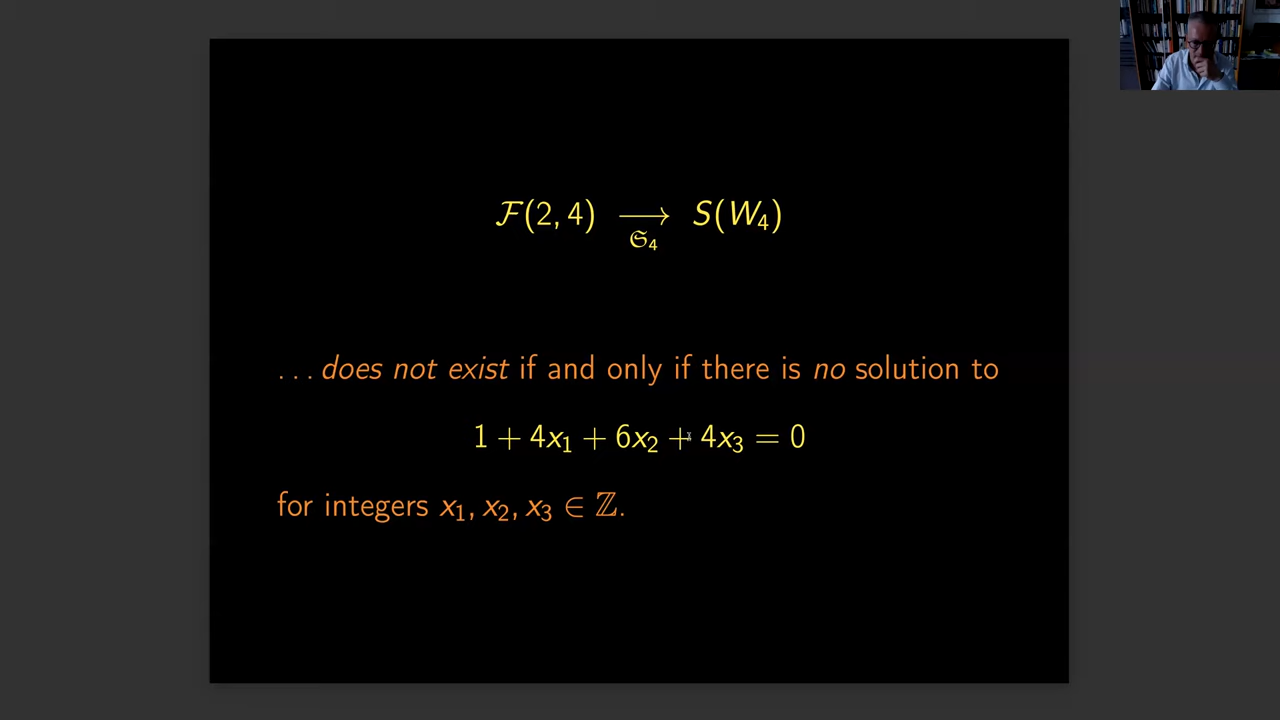 𝓕(2, 4) ⟶ S(W₄)
𝔖₄
. . . does not exist if and only if there is no solution to
1 + 4x₁ + 6x₂ + 4x₃ = 0
for integers x₁, x₂, x₃ ∈ ℤ.